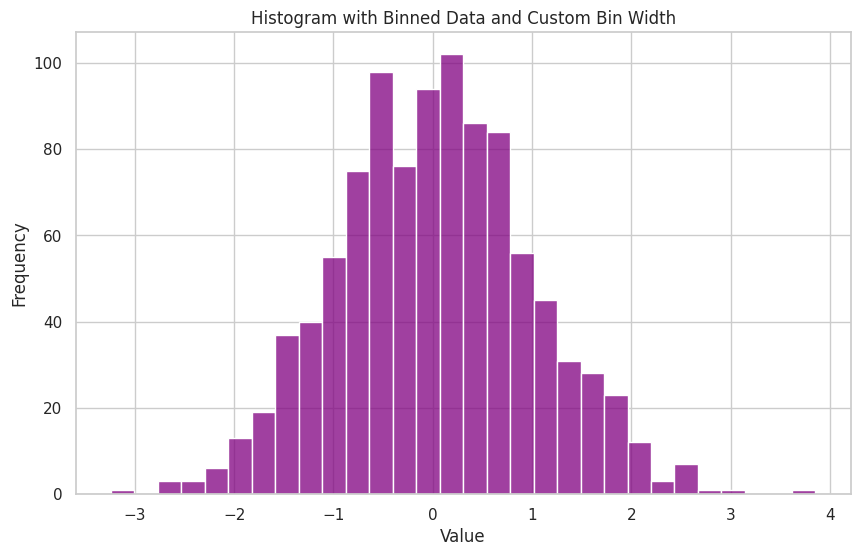 Histogram with Binned Data and Custom Bin Width
100
80
60
40
20
0
Frequency
−3 −2 −1 0 1 2 3 4
Value